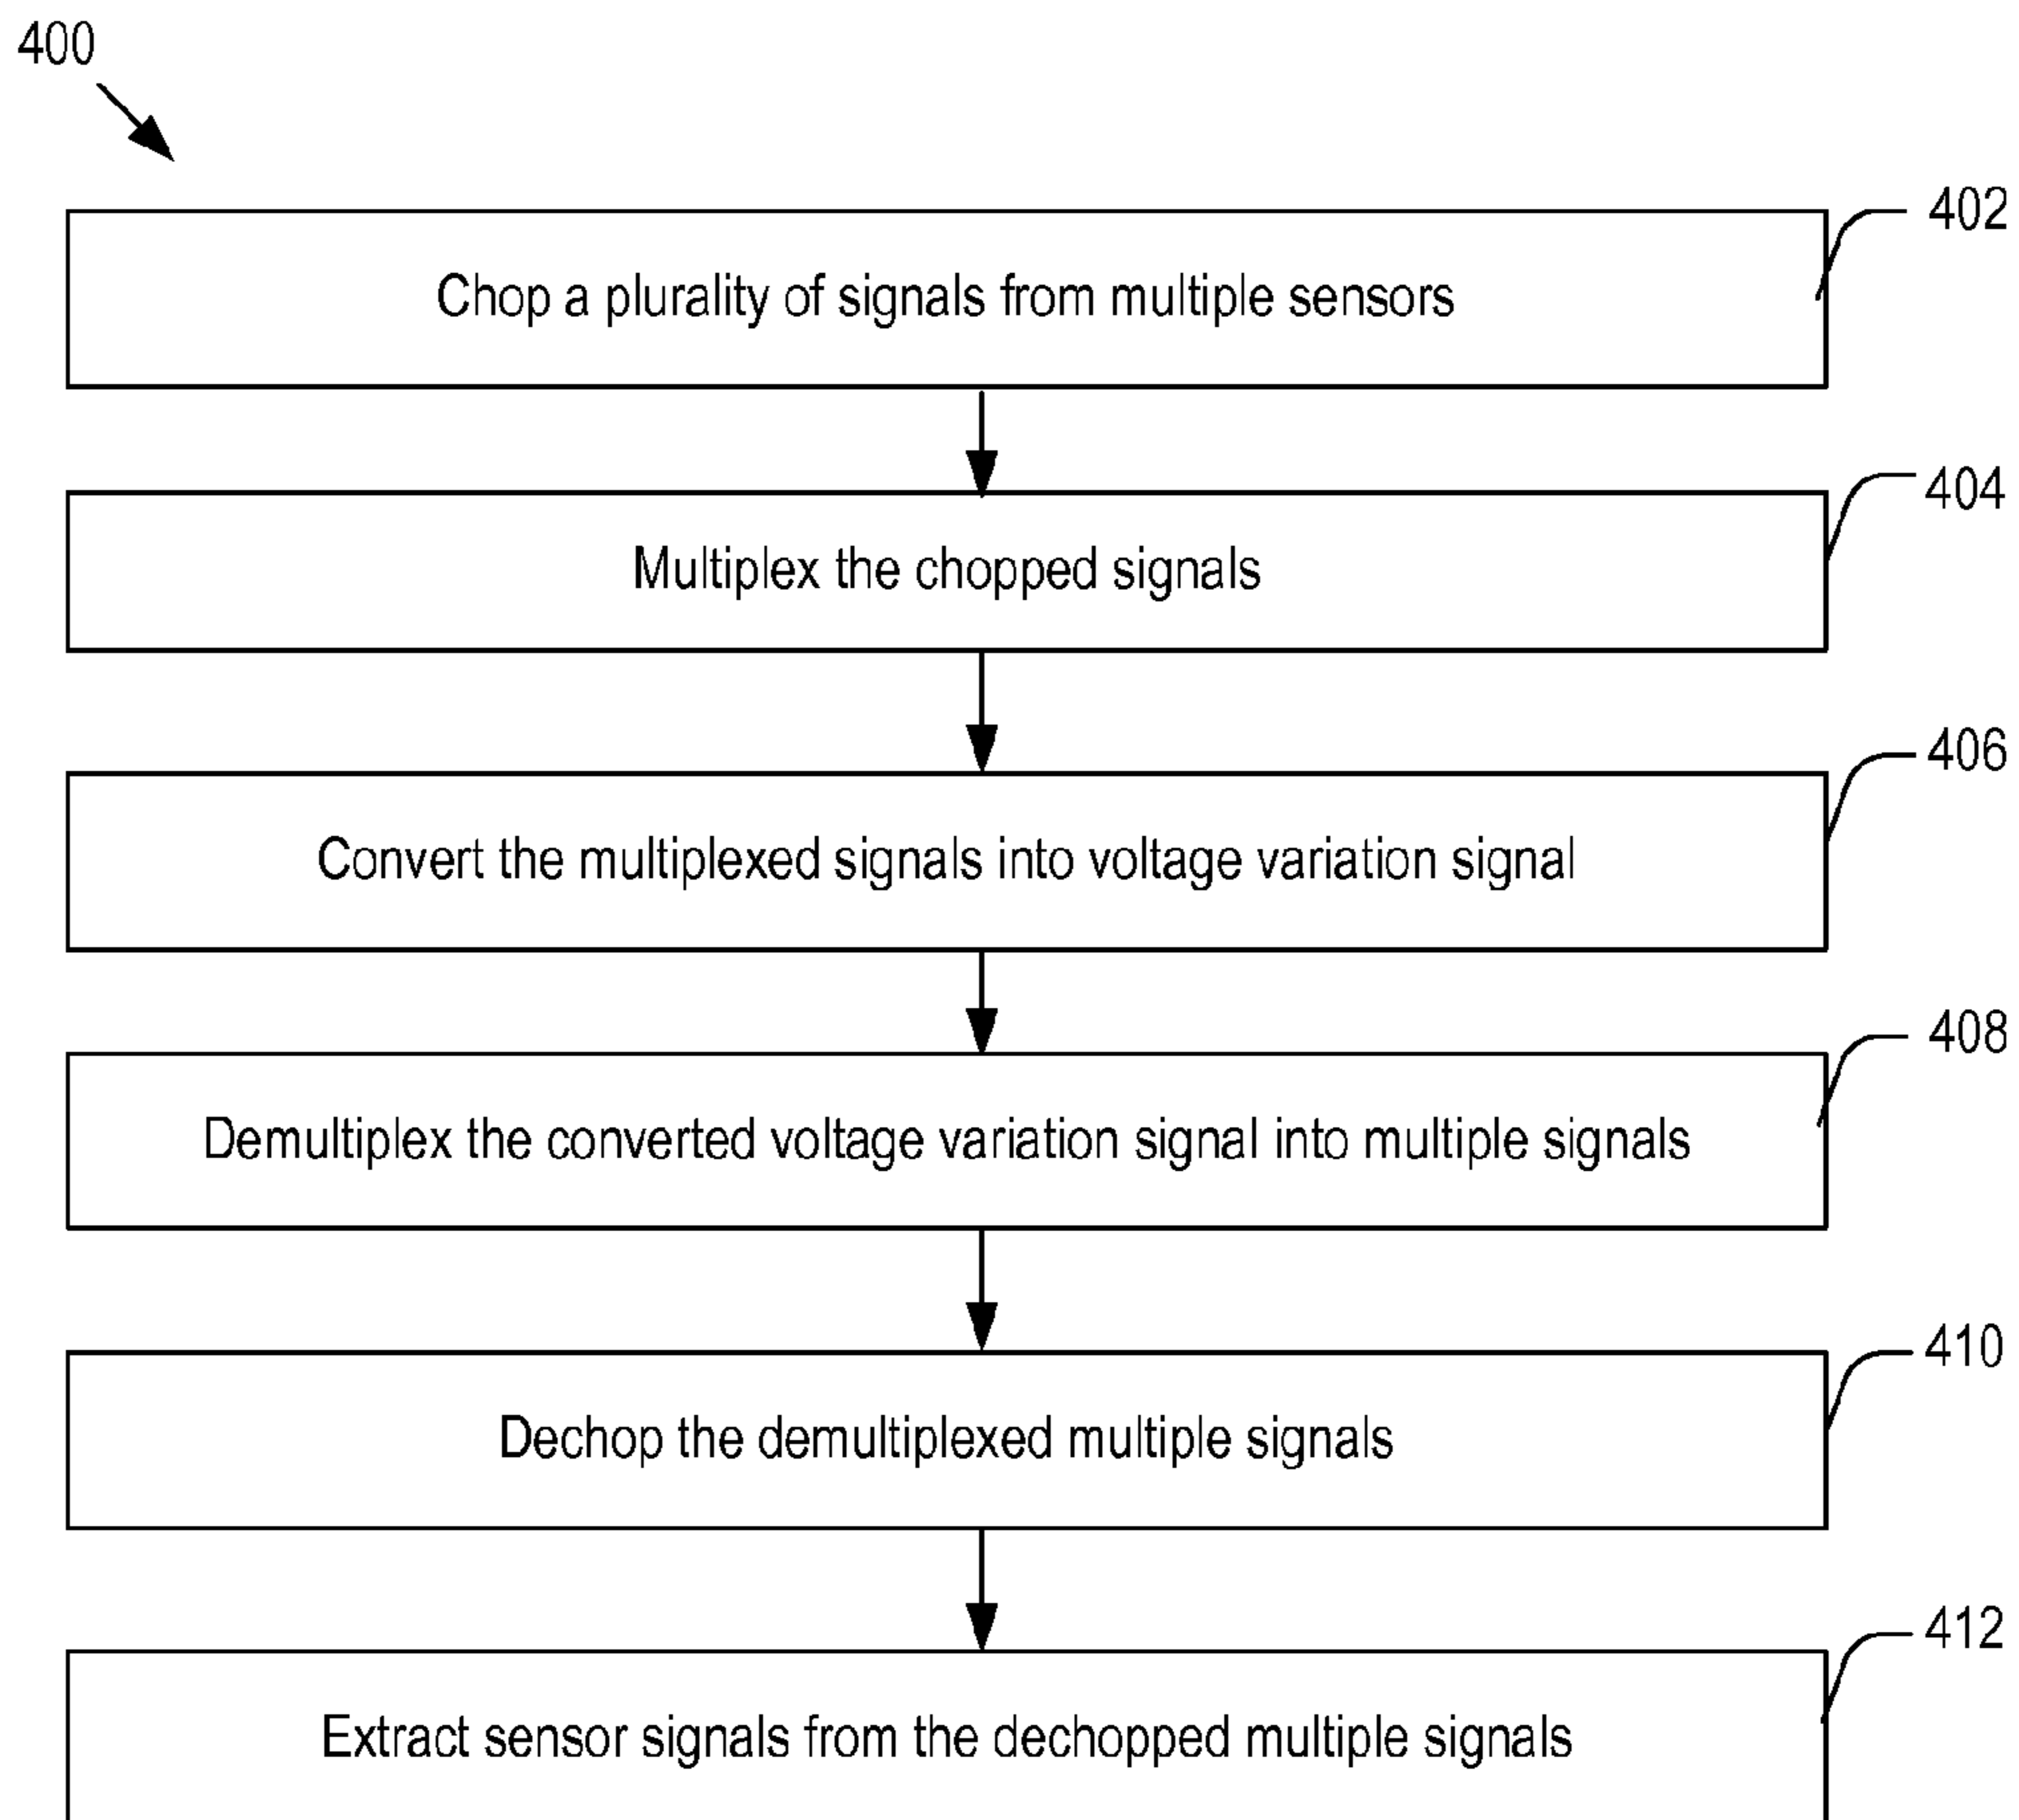 400
402
Chop a plurality of signals from multiple sensors
404
Multiplex the chopped signals
406
Convert the multiplexed signals into voltage variation signal
408
Demultiplex the converted voltage variation signal into multiple signals
410
Dechop the demultiplexed multiple signals
412
Extract sensor signals from the dechopped multiple signals